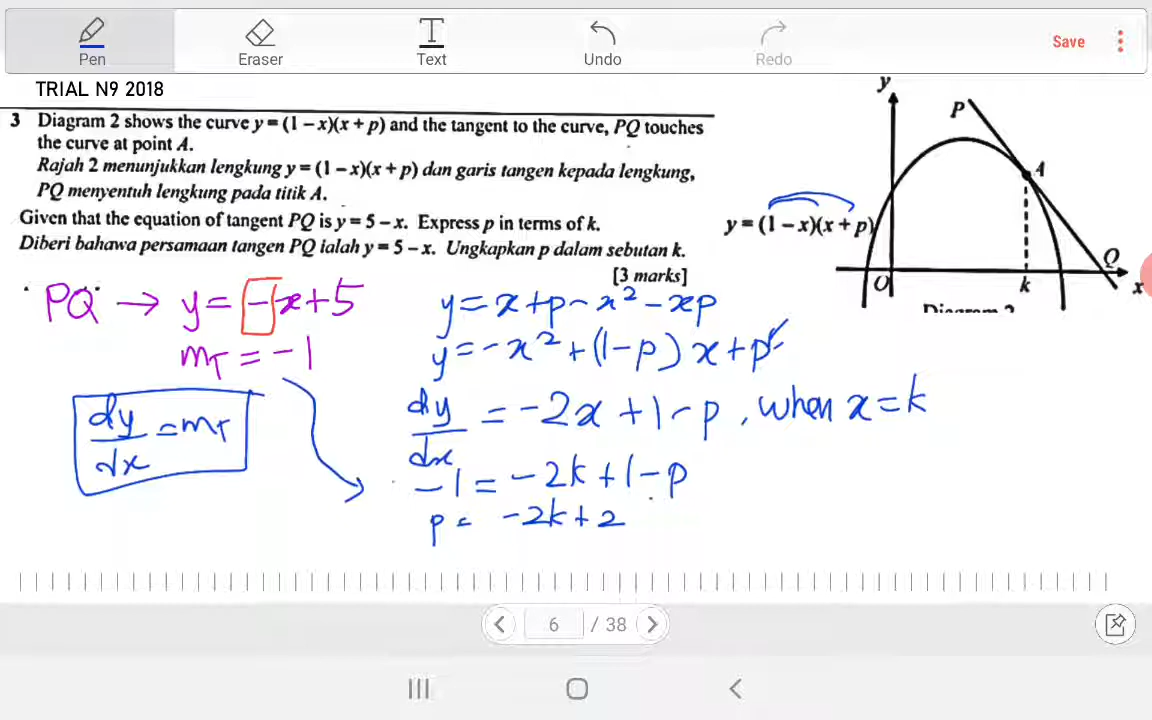 Pen Eraser Text Undo Redo Save
TRIAL N9 2018
3 Diagram 2 shows the curve y = (1 – x)(x + p) and the tangent to the curve, PQ touches
the curve at point A.
Rajah 2 menunjukkan lengkung y = (1 – x)(x + p) dan garis tangen kepada lengkung,
PQ menyentuh lengkung pada titik A.
Given that the equation of tangent PQ is y = 5 – x. Express p in terms of k.
Diberi bahawa persamaan tangen PQ ialah y = 5 – x. Ungkapkan p dalam sebutan k.
[3 marks]
y
P
A
y = (1 – x)(x + p)
Q
O
k
x
Diagram 2
PQ → y = -x+5
m_T = -1
dy/dx = m_T
y = x+p-x²-xp
y = -x²+(1-p)x+p
dy/dx = -2x+1-p, when x=k
-1 = -2k+1-p
p = -2k+2
6 / 38